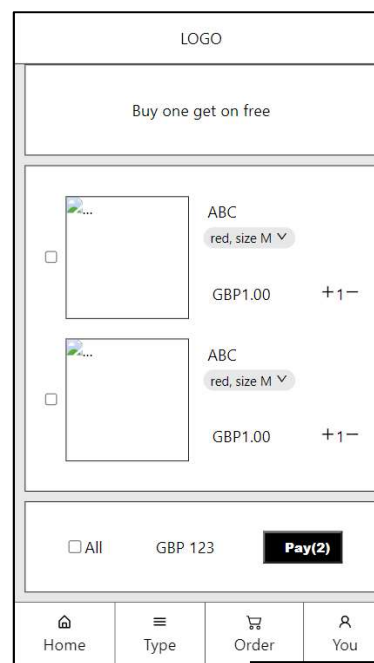 LOGO
Buy one get on free
...
ABC
red, size M
GBP1.00
+1−
...
ABC
red, size M
GBP1.00
+1−
All GBP 123 Pay(2)
Home Type Order You